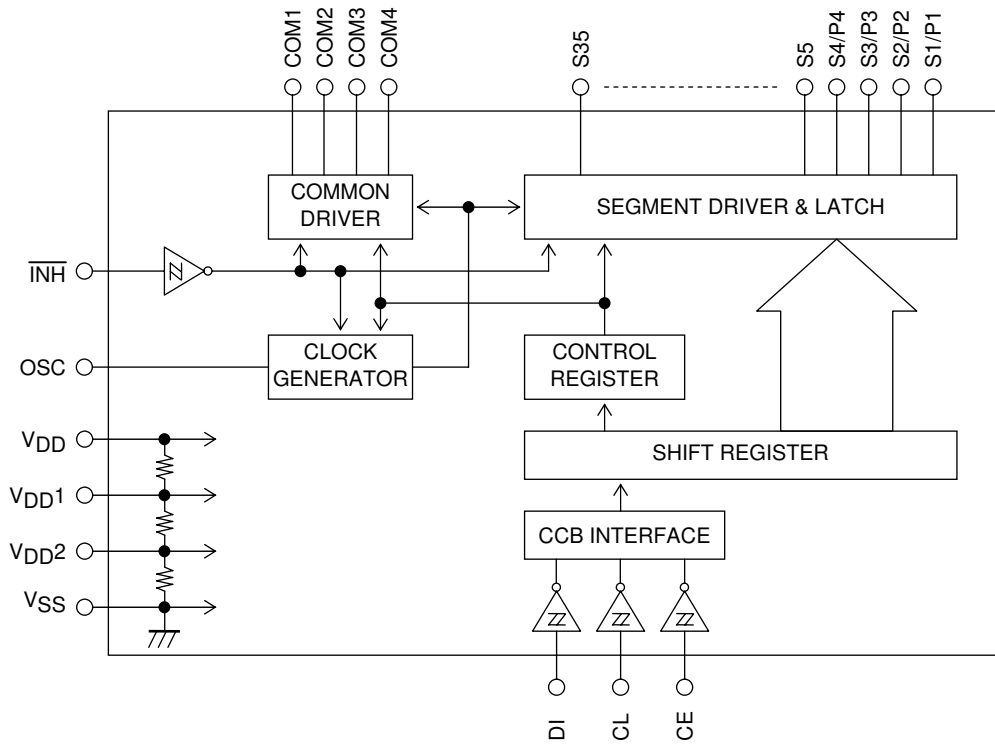 COM1
COM2
COM3
COM4
S35
S5
S4/P4
S3/P3
S2/P2
S1/P1
COMMON
DRIVER
SEGMENT DRIVER & LATCH
INH
OSC
CLOCK
GENERATOR
CONTROL
REGISTER
VDD
SHIFT REGISTER
VDD1
CCB INTERFACE
VDD2
VSS
DI
CL
CE